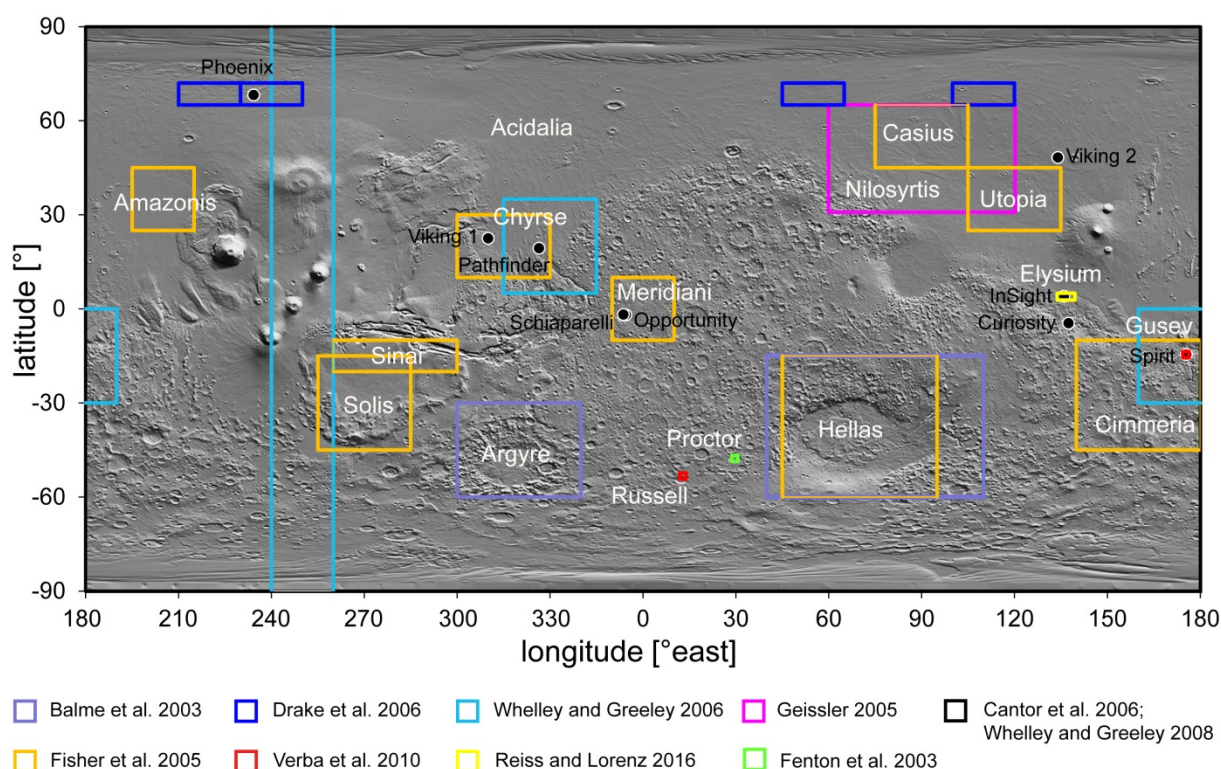 90
60
30
0
-30
-60
-90
latitude [°]
Phoenix
Acidalia
Casius
Viking 2
Amazonis
Nilosyrtis
Utopia
Chyrse
Viking 1
Pathfinder
Elysium
Meridiani
InSight
Schiaparelli
Opportunity
Curiosity
Gusev
Sinai
Spirit
Solis
Hellas
Cimmeria
Proctor
Argyre
Russell
180 210 240 270 300 330 0 30 60 90 120 150 180
longitude [°east]
Balme et al. 2003
Drake et al. 2006
Whelley and Greeley 2006
Geissler 2005
Cantor et al. 2006;
Whelley and Greeley 2008
Fisher et al. 2005
Verba et al. 2010
Reiss and Lorenz 2016
Fenton et al. 2003